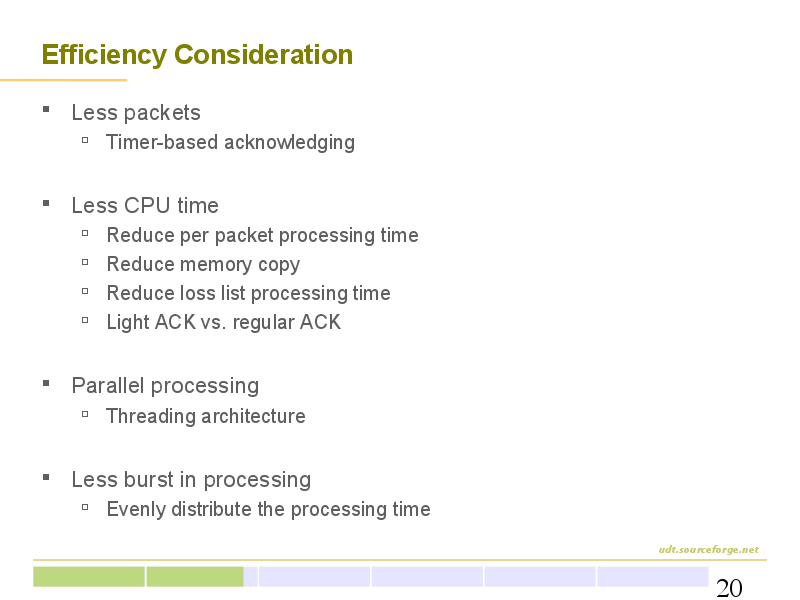 Efficiency Consideration
Less packets
Timer-based acknowledging
Less CPU time
Reduce per packet processing time
Reduce memory copy
Reduce loss list processing time
Light ACK vs. regular ACK
Parallel processing
Threading architecture
Less burst in processing
Evenly distribute the processing time
udt.sourceforge.net
20